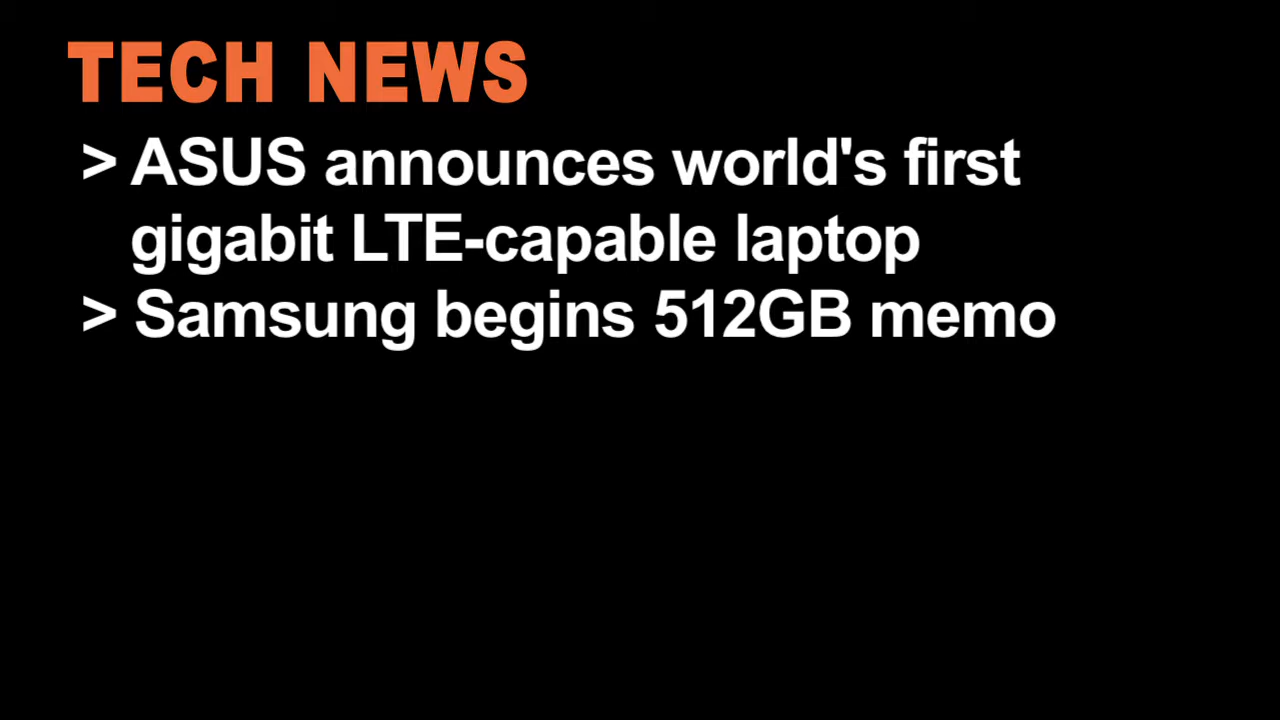 TECH NEWS
> ASUS announces world's first
gigabit LTE-capable laptop
> Samsung begins 512GB memo